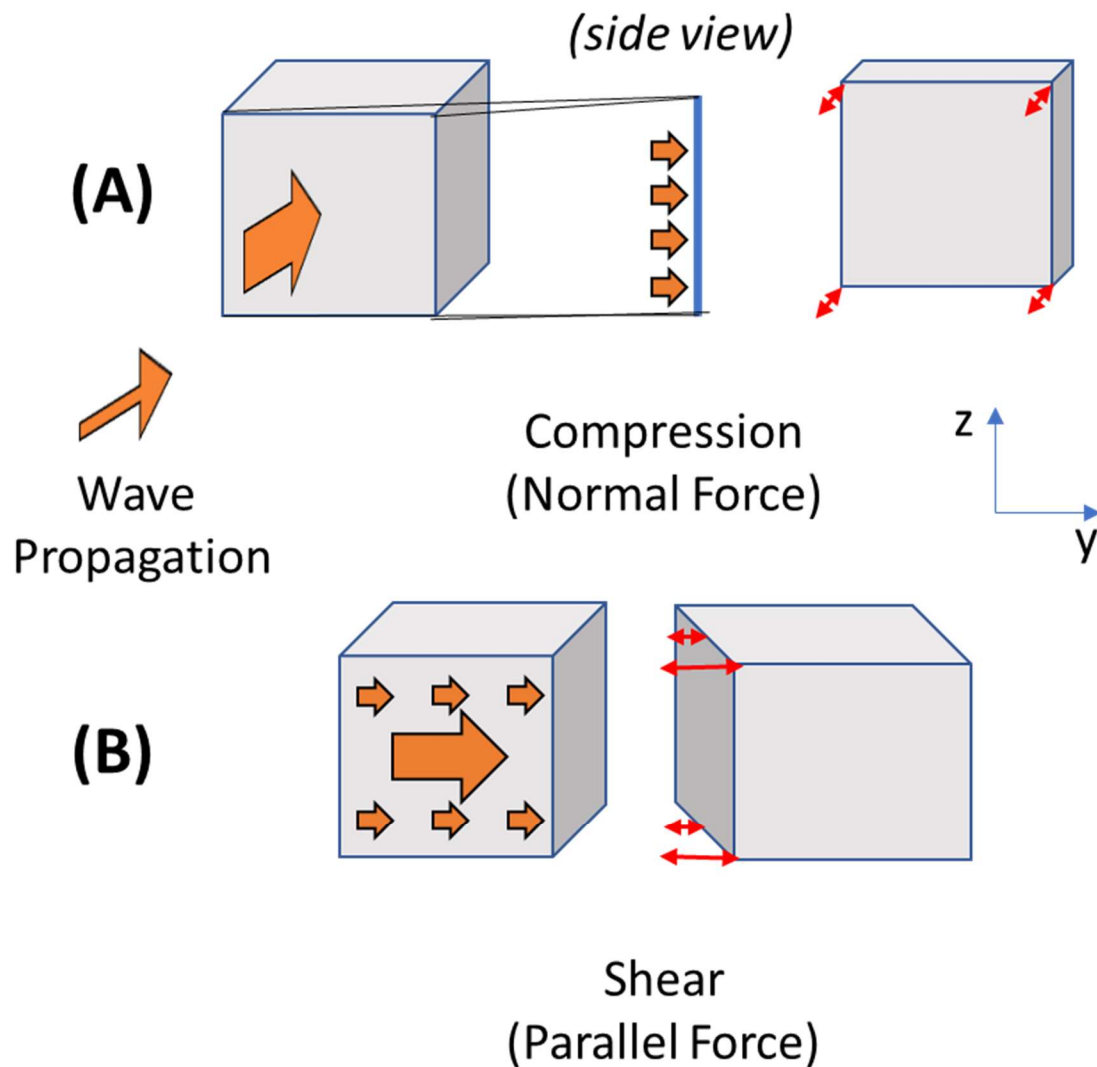 (side view)
(A)
Wave
Propagation
Compression
(Normal Force)
z
y
(B)
Shear
(Parallel Force)